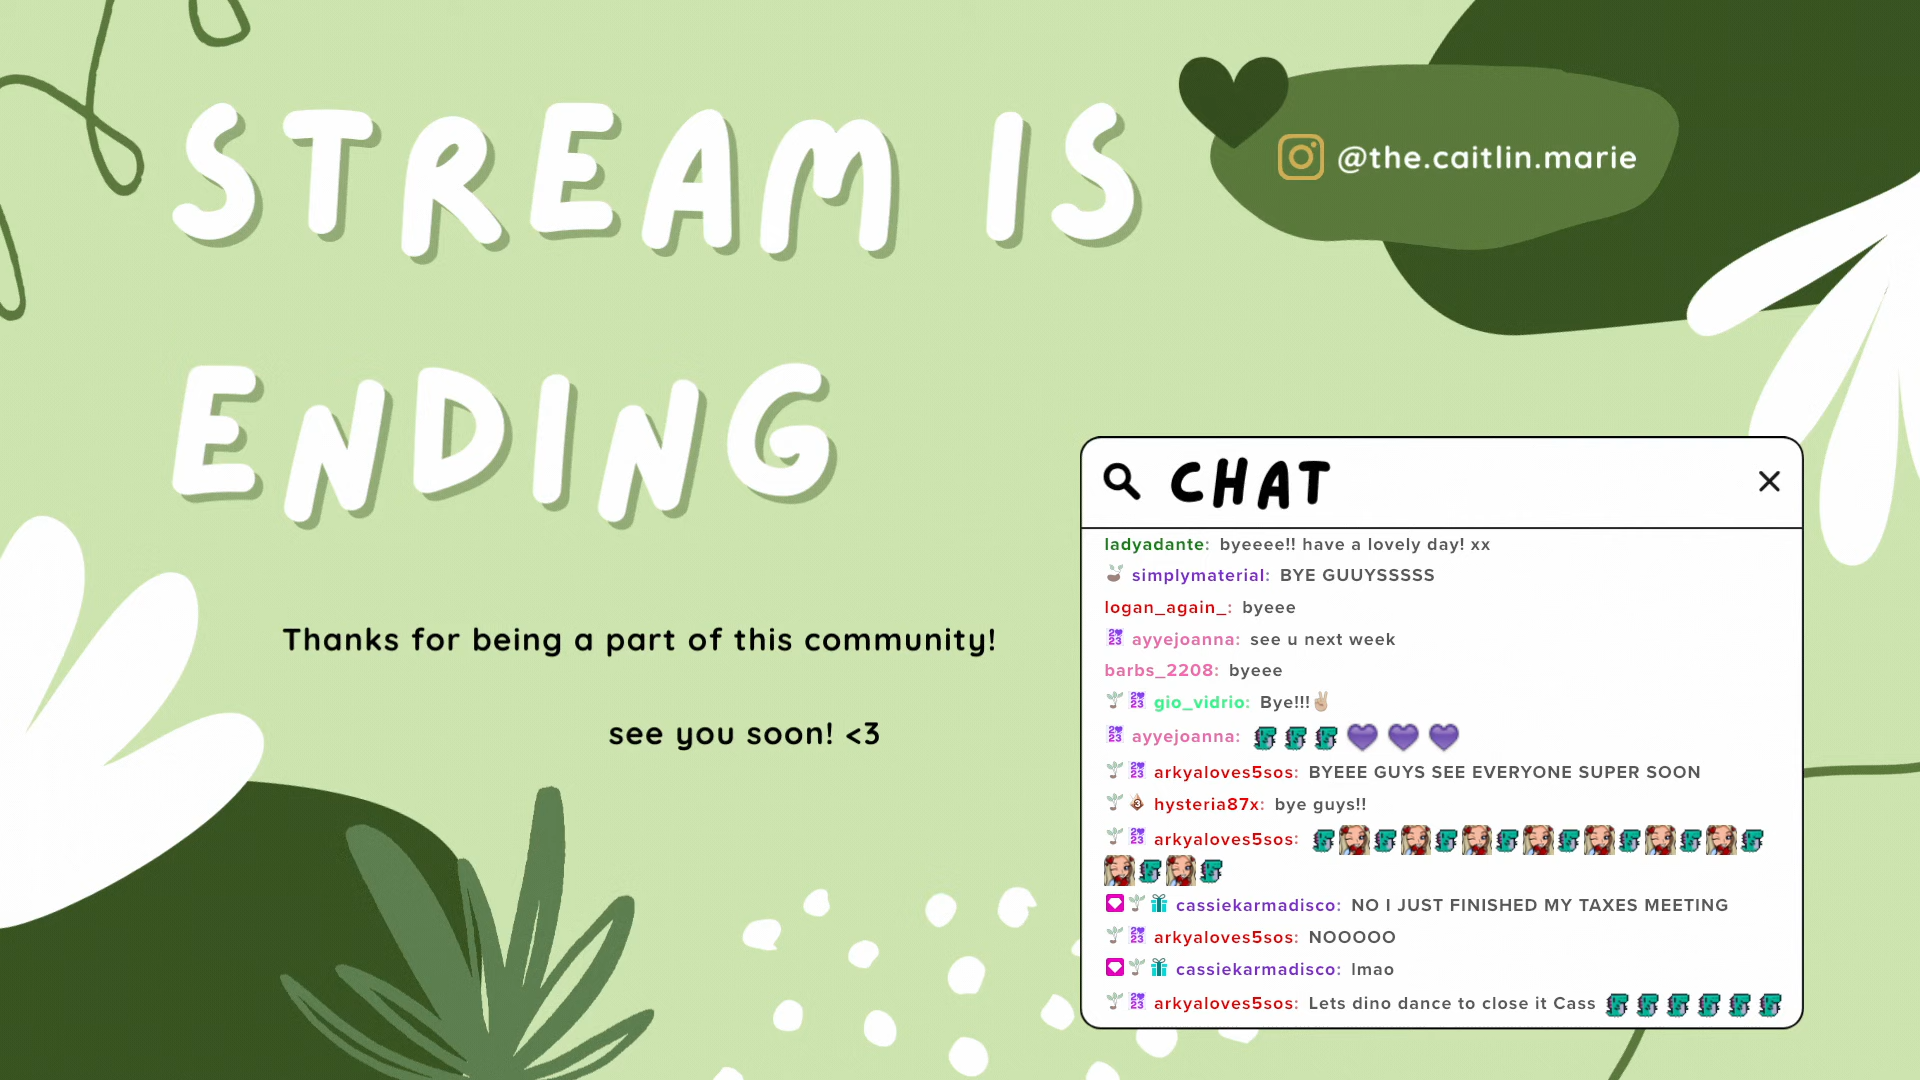 STREAM IS
ENDING
@the.caitlin.marie
Thanks for being a part of this community!
see you soon! <3
CHAT
ladyadante: byeeee!! have a lovely day! xx
simplymaterial: BYE GUUYSSSSS
logan_again_: byeee
ayyejoanna: see u next week
barbs_2208: byeee
gio_vidrio: Bye!!!✌🏼
ayyejoanna: 💜 💜 💜
arkyaloves5sos: BYEEE GUYS SEE EVERYONE SUPER SOON
hysteria87x: bye guys!!
arkyaloves5sos:
cassiekarmadisco: NO I JUST FINISHED MY TAXES MEETING
arkyaloves5sos: NOOOOO
cassiekarmadisco: lmao
arkyaloves5sos: Lets dino dance to close it Cass